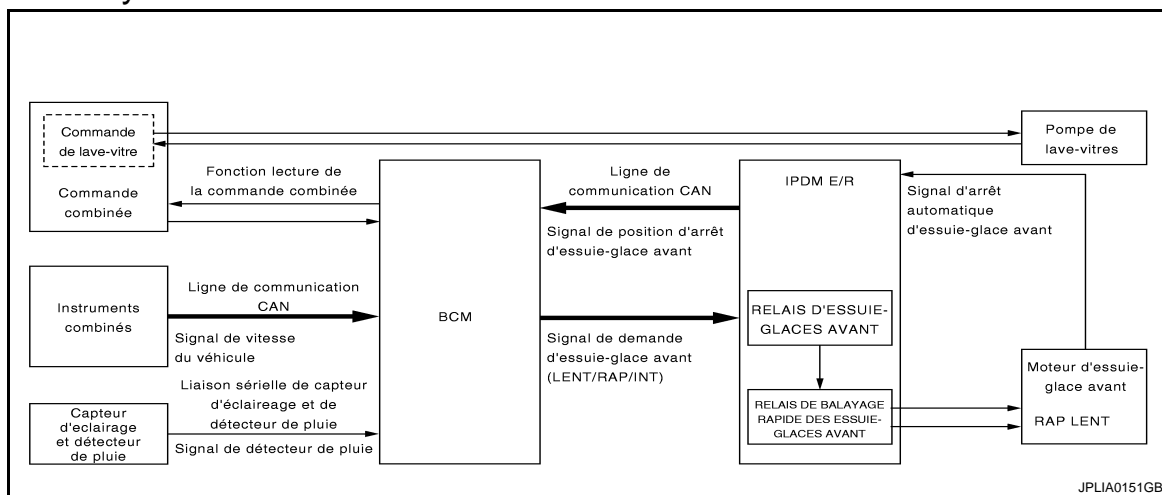 Commande
de lave-vitre
Commande
combinée
Fonction lecture de
la commande combinée
Instruments
combinés
Ligne de communication
CAN
Signal de vitesse
du véhicule
Capteur
d'eclairage
et détecteur
de pluie
Liaison sérielle de capteur
d'éclaireage et de
détecteur de pluie
Signal de détecteur de pluie
BCM
Ligne de
communication CAN
Signal de position d'arrêt
d'essuie-glace avant
Signal de demande
d'essuie-glace avant
(LENT/RAP/INT)
IPDM E/R
RELAIS D'ESSUIE-
GLACES AVANT
RELAIS DE BALAYAGE
RAPIDE DES ESSUIE-
GLACES AVANT
Pompe de
lave-vitres
Signal d'arrêt
automatique
d'essuie-glace avant
Moteur d'essuie-
glace avant
RAP LENT
JPLIA0151GB